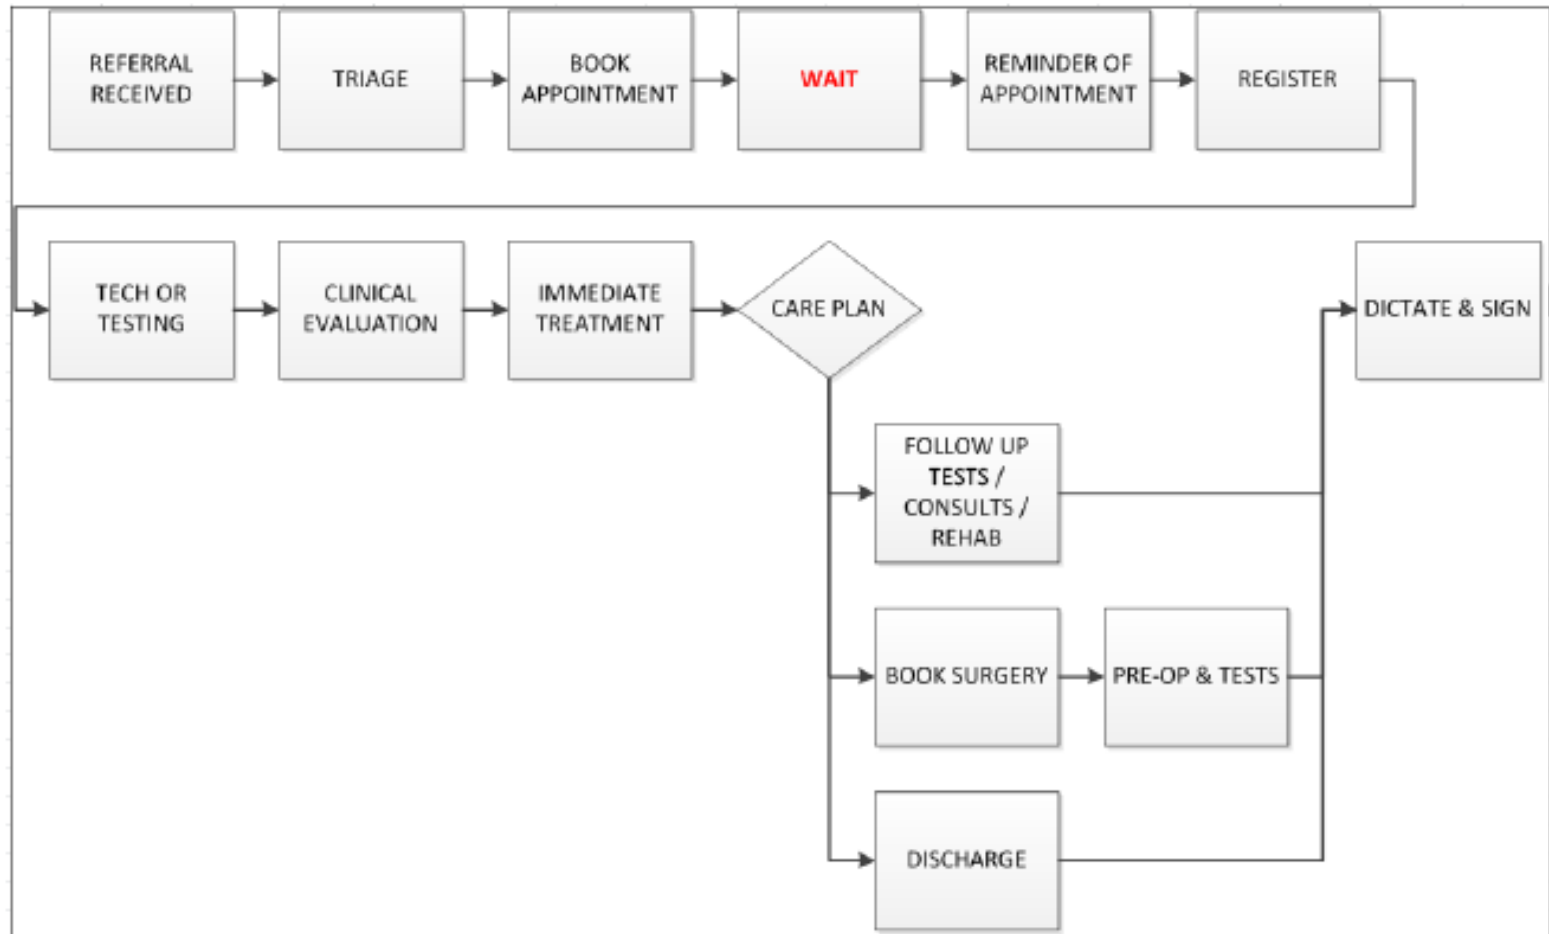 REFERRAL
RECEIVED
TRIAGE
BOOK
APPOINTMENT
WAIT
REMINDER OF
APPOINTMENT
REGISTER
TECH OR
TESTING
CLINICAL
EVALUATION
IMMEDIATE
TREATMENT
CARE PLAN
DICTATE & SIGN
FOLLOW UP
TESTS /
CONSULTS /
REHAB
BOOK SURGERY
PRE-OP & TESTS
DISCHARGE